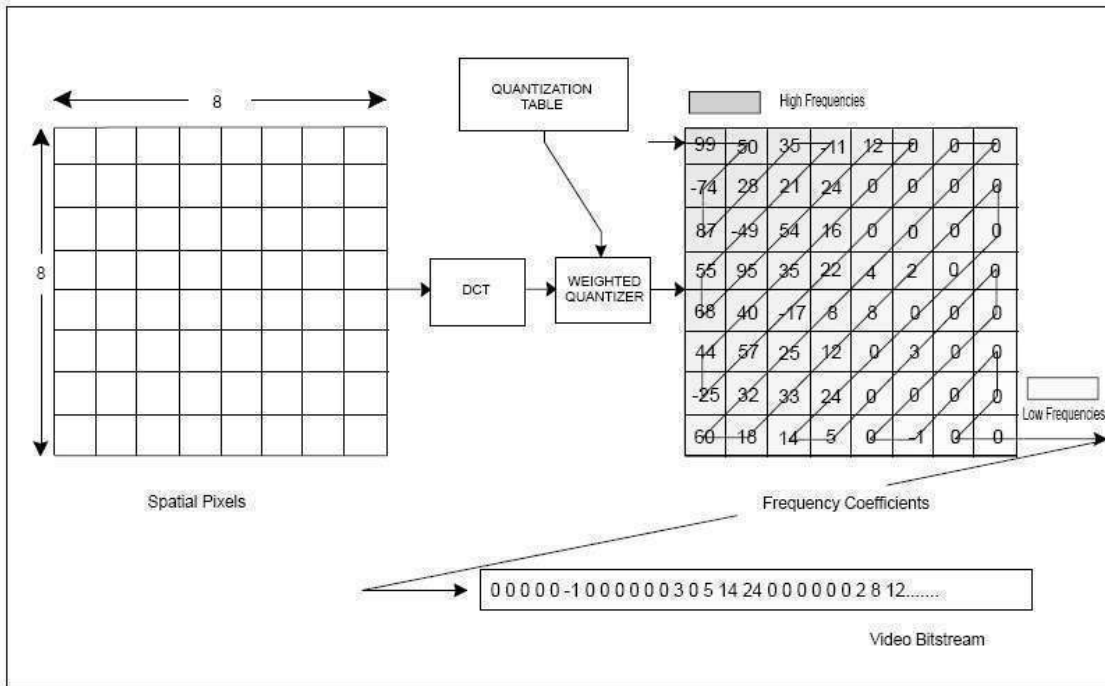 QUANTIZATION
TABLE
High Frequencies
8
8
99 50 35 -11 12 0 0 0
-74 28 21 24 0 0 0 0
87 -49 54 16 0 0 0 0
55 95 35 22 4 2 0 0
68 40 -17 8 8 0 0 0
44 57 25 12 0 3 0 0
-25 32 33 24 0 0 0 0
60 18 14 5 0 -1 0 0
DCT
WEIGHTED
QUANTIZER
Low Frequencies
Spatial Pixels
Frequency Coefficients
0 0 0 0 0 -1 0 0 0 0 0 0 3 0 5 14 24 0 0 0 0 0 0 2 8 12.......
Video Bitstream